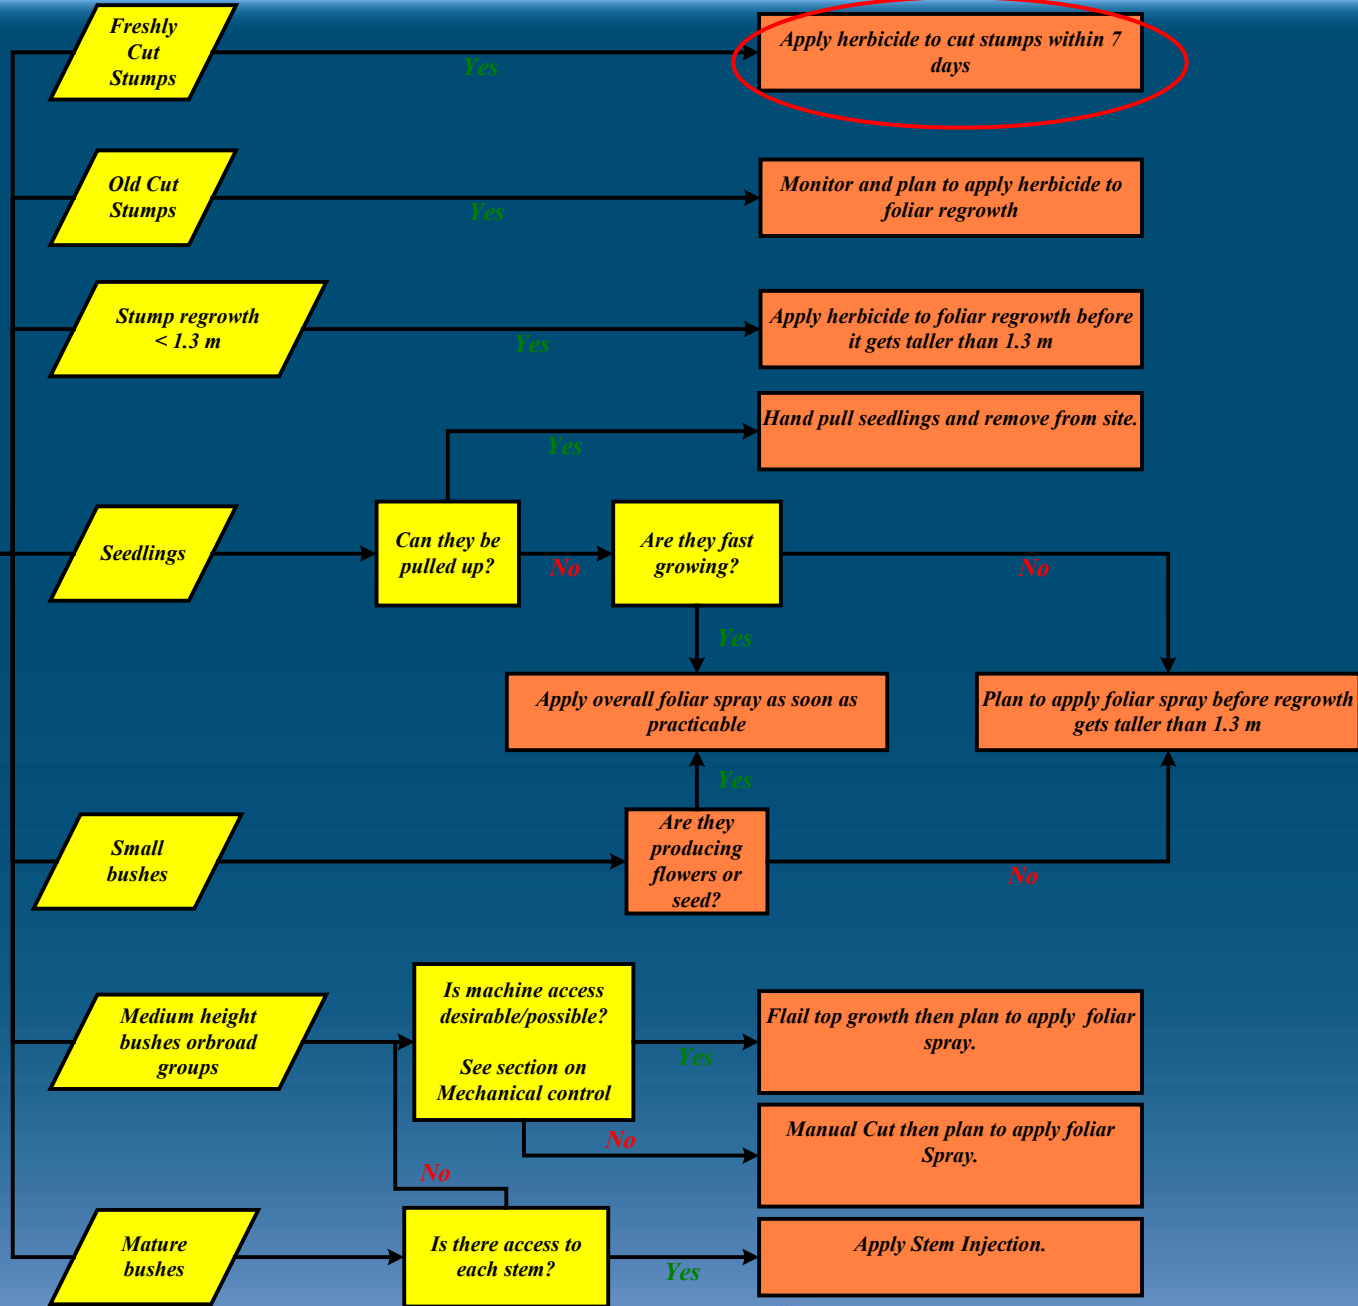 Freshly
Cut
Stumps
Yes
Apply herbicide to cut stumps within 7
days
Old Cut
Stumps
Yes
Monitor and plan to apply herbicide to
foliar regrowth
Stump regrowth
< 1.3 m
Yes
Apply herbicide to foliar regrowth before
it gets taller than 1.3 m
Hand pull seedlings and remove from site.
Yes
Seedlings
Can they be
pulled up?
No
Are they fast
growing?
No
Yes
Apply overall foliar spray as soon as
practicable
Plan to apply foliar spray before regrowth
gets taller than 1.3 m
Yes
Small
bushes
Are they
producing
flowers or
seed?
No
Medium height
bushes orbroad
groups
Is machine access
desirable/possible?
See section on
Mechanical control
Yes
Flail top growth then plan to apply foliar
spray.
No
Manual Cut then plan to apply foliar
Spray.
No
Mature
bushes
Is there access to
each stem?
Yes
Apply Stem Injection.